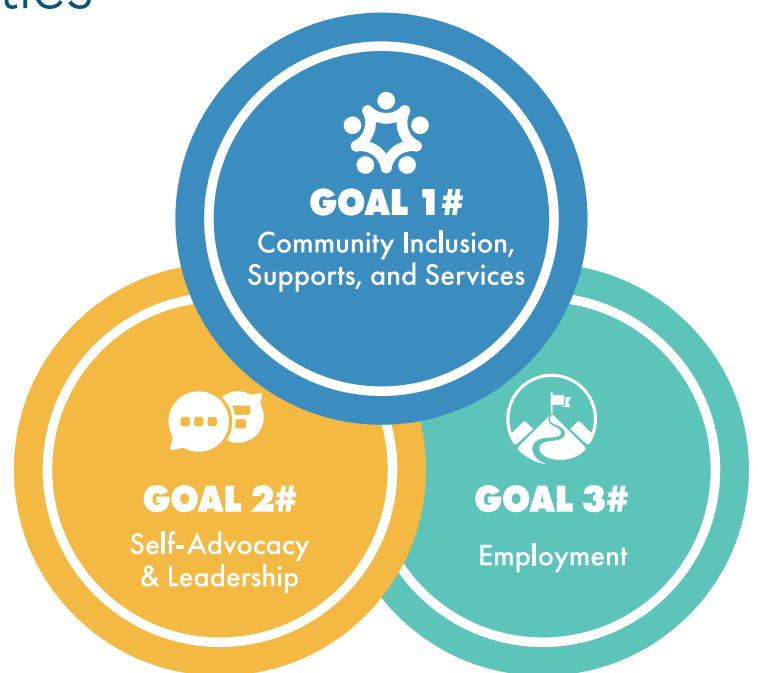 GOAL 1#
Community Inclusion,
Supports, and Services
GOAL 2#
Self-Advocacy
& Leadership
GOAL 3#
Employment